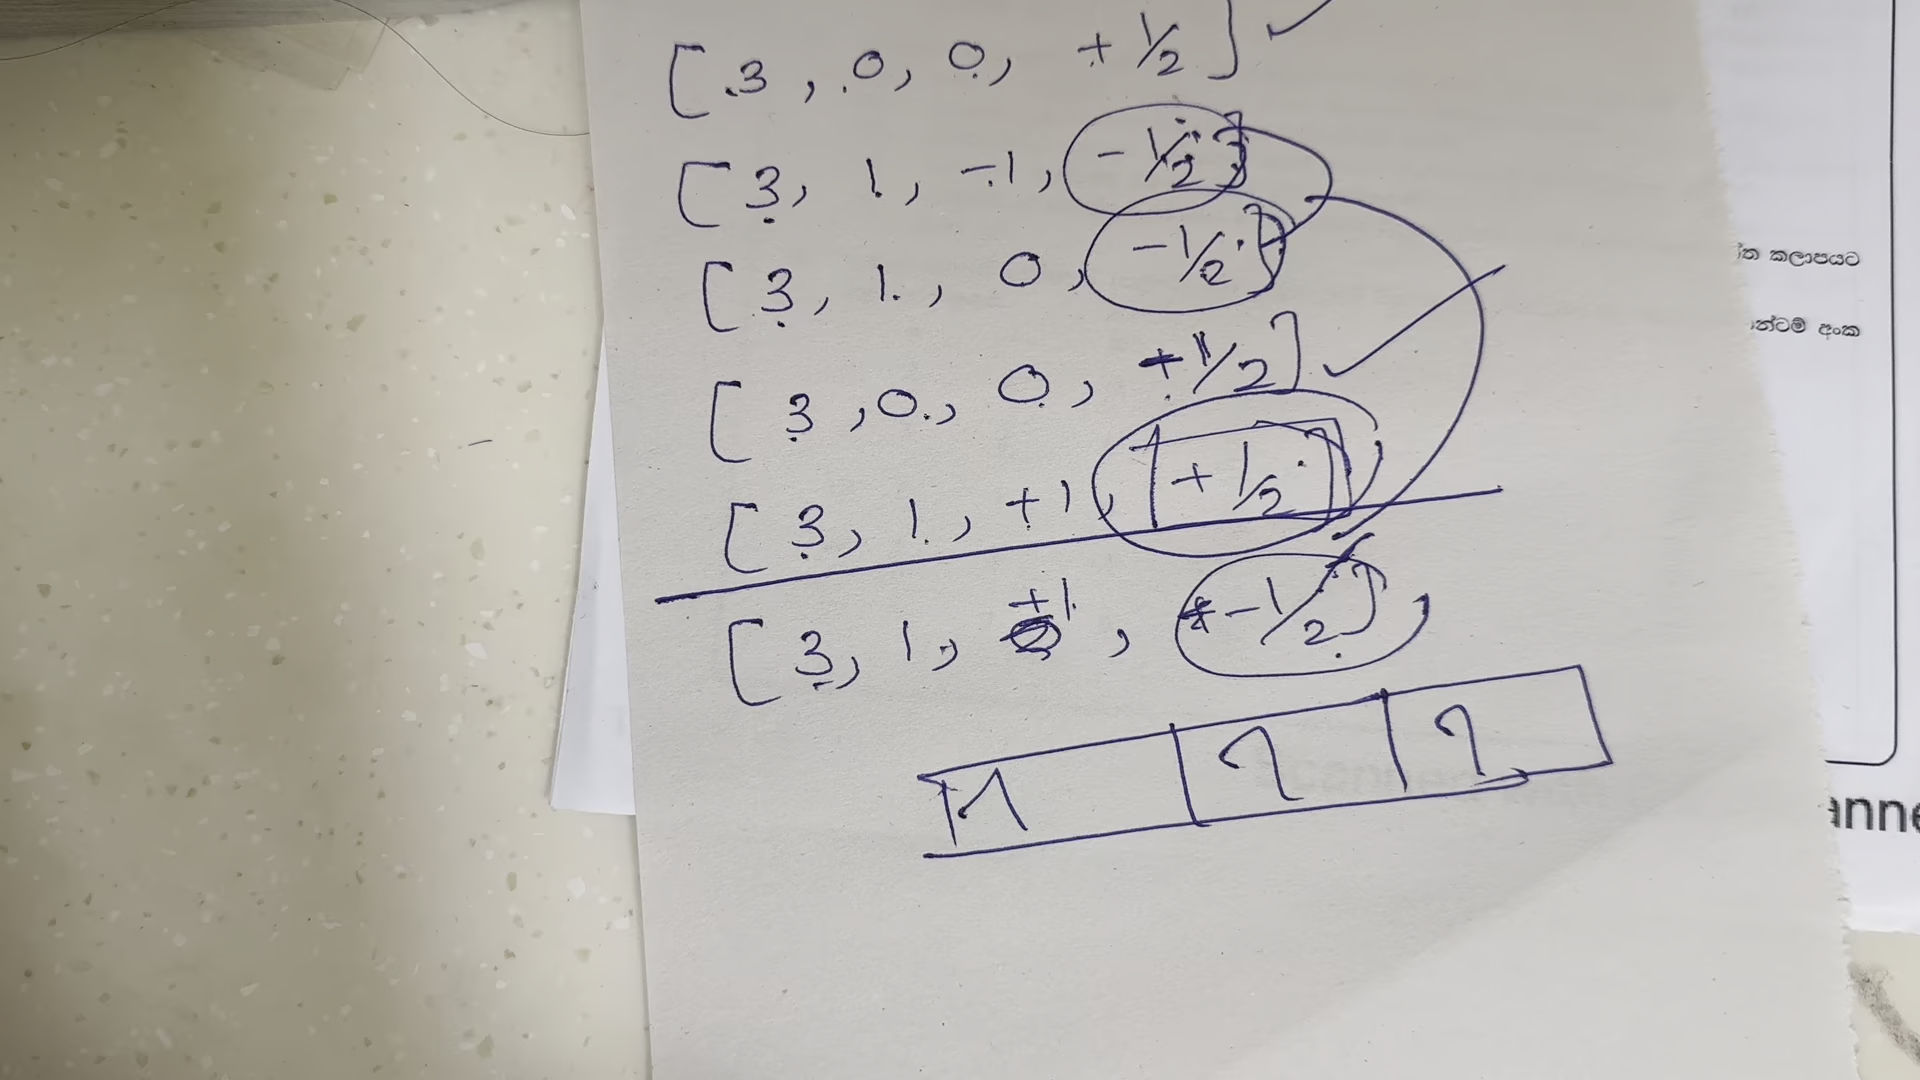 [3, 0, 0, +1/2] ✓
[3, 1, -1, -1/2]
[3, 1, 0, -1/2]
[3, 0, 0, +1/2] ✓
[3, 1, +1, +1/2]
[3, 1, +1, -1/2],
කලාපයට
අංක
anne